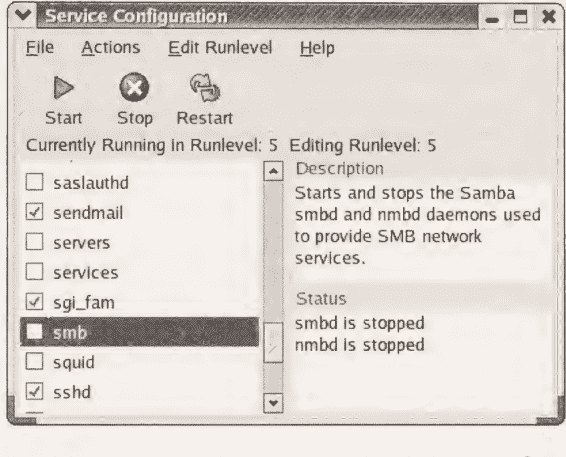 Service Configuration
File Actions Edit Runlevel Help
Start Stop Restart
Currently Running in Runlevel: 5 Editing Runlevel: 5
saslauthd
sendmail
servers
services
sgi_fam
smb
squid
sshd
Description
Starts and stops the Samba
smbd and nmbd daemons used
to provide SMB network
services.
Status
smbd is stopped
nmbd is stopped